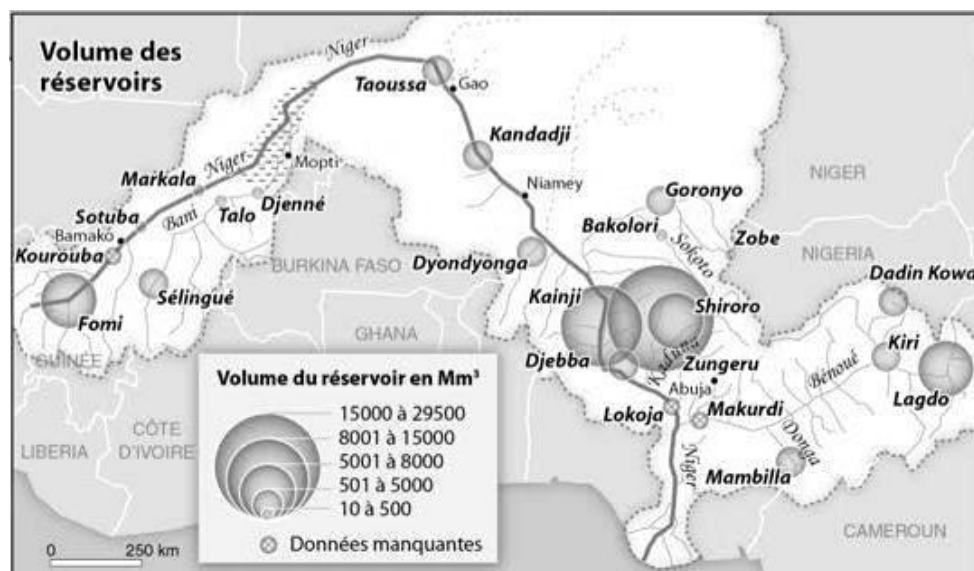 Volume des
réservoirs
Niger
Taoussa
Gao
Kandadji
Mopti
Niger
Markala
Niamey
Goronyo
NIGER
Djenné
Talo
Bani
Sotuba
Bamako
Bakolori
Sokoto
Zobe
Kourouba
NIGERIA
Dyondyonga
BURKINA FASO
Dadin Kowa
Sélingué
Kainji
Shiroro
Fomi
GHANA
Kiri
GUINÉE
Djebba
Kaduna
Zungeru
Bénoué
Abuja
Lagdo
Volume du réservoir en Mm³
15000 à 29500
8001 à 15000
5001 à 8000
501 à 5000
10 à 500
Données manquantes
Lokoja
Makurdi
CÔTE
D'IVOIRE
LIBERIA
Donga
Niger
Mambilla
CAMEROUN
0 250 km